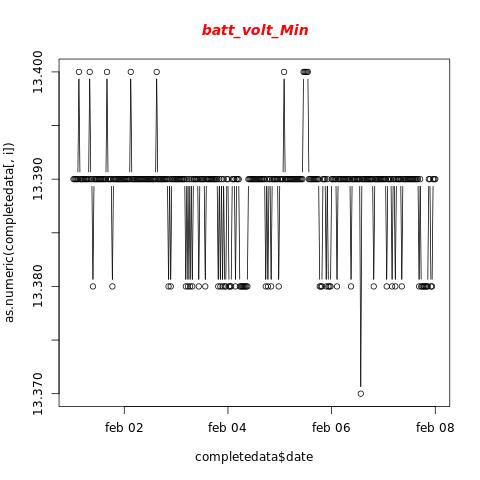 batt_volt_Min
13.400
13.390
13.380
13.370
as.numeric(completedata[, i])
feb 02 feb 04 feb 06 feb 08
completedata$date